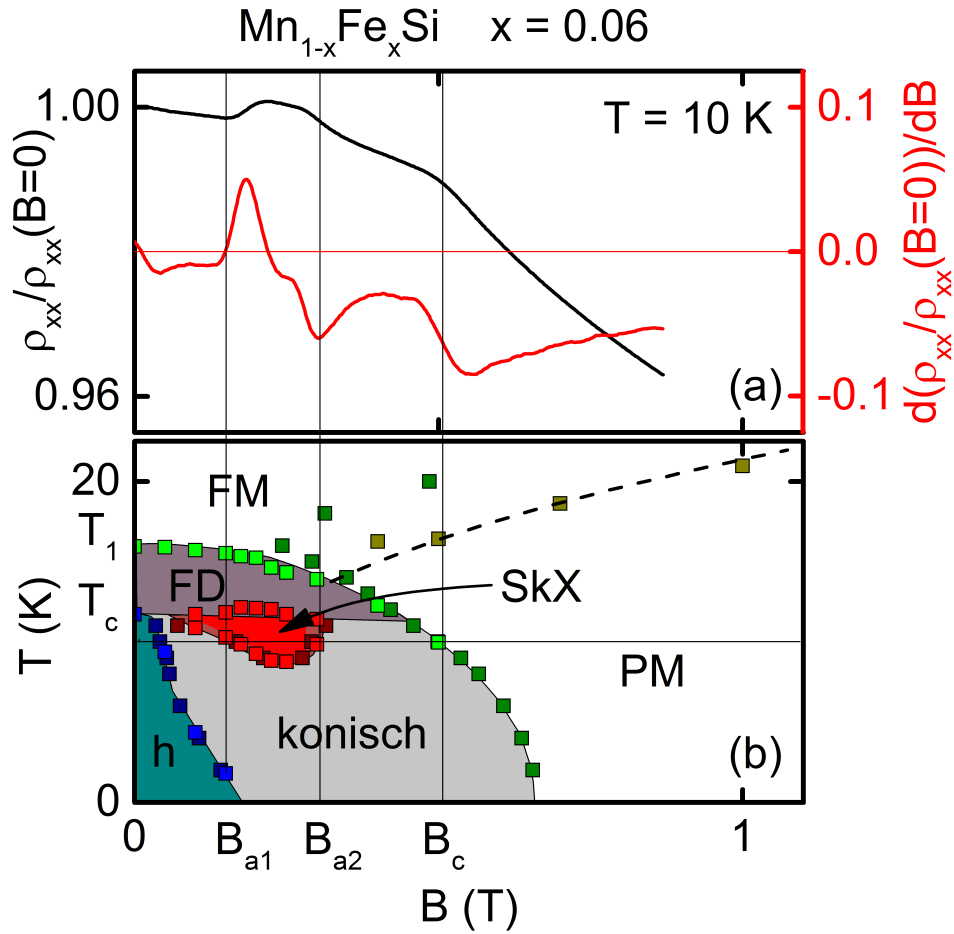 Mn1-xFexSi x = 0.06
1.00
0.96
ρxx/ρxx(B=0)
T = 10 K
(a)
0.1
0.0
-0.1
d(ρxx/ρxx(B=0))/dB
20
T1
Tc
0
T (K)
FM
FD
SkX
PM
konisch
h
(b)
0
Ba1
Ba2
Bc
1
B (T)